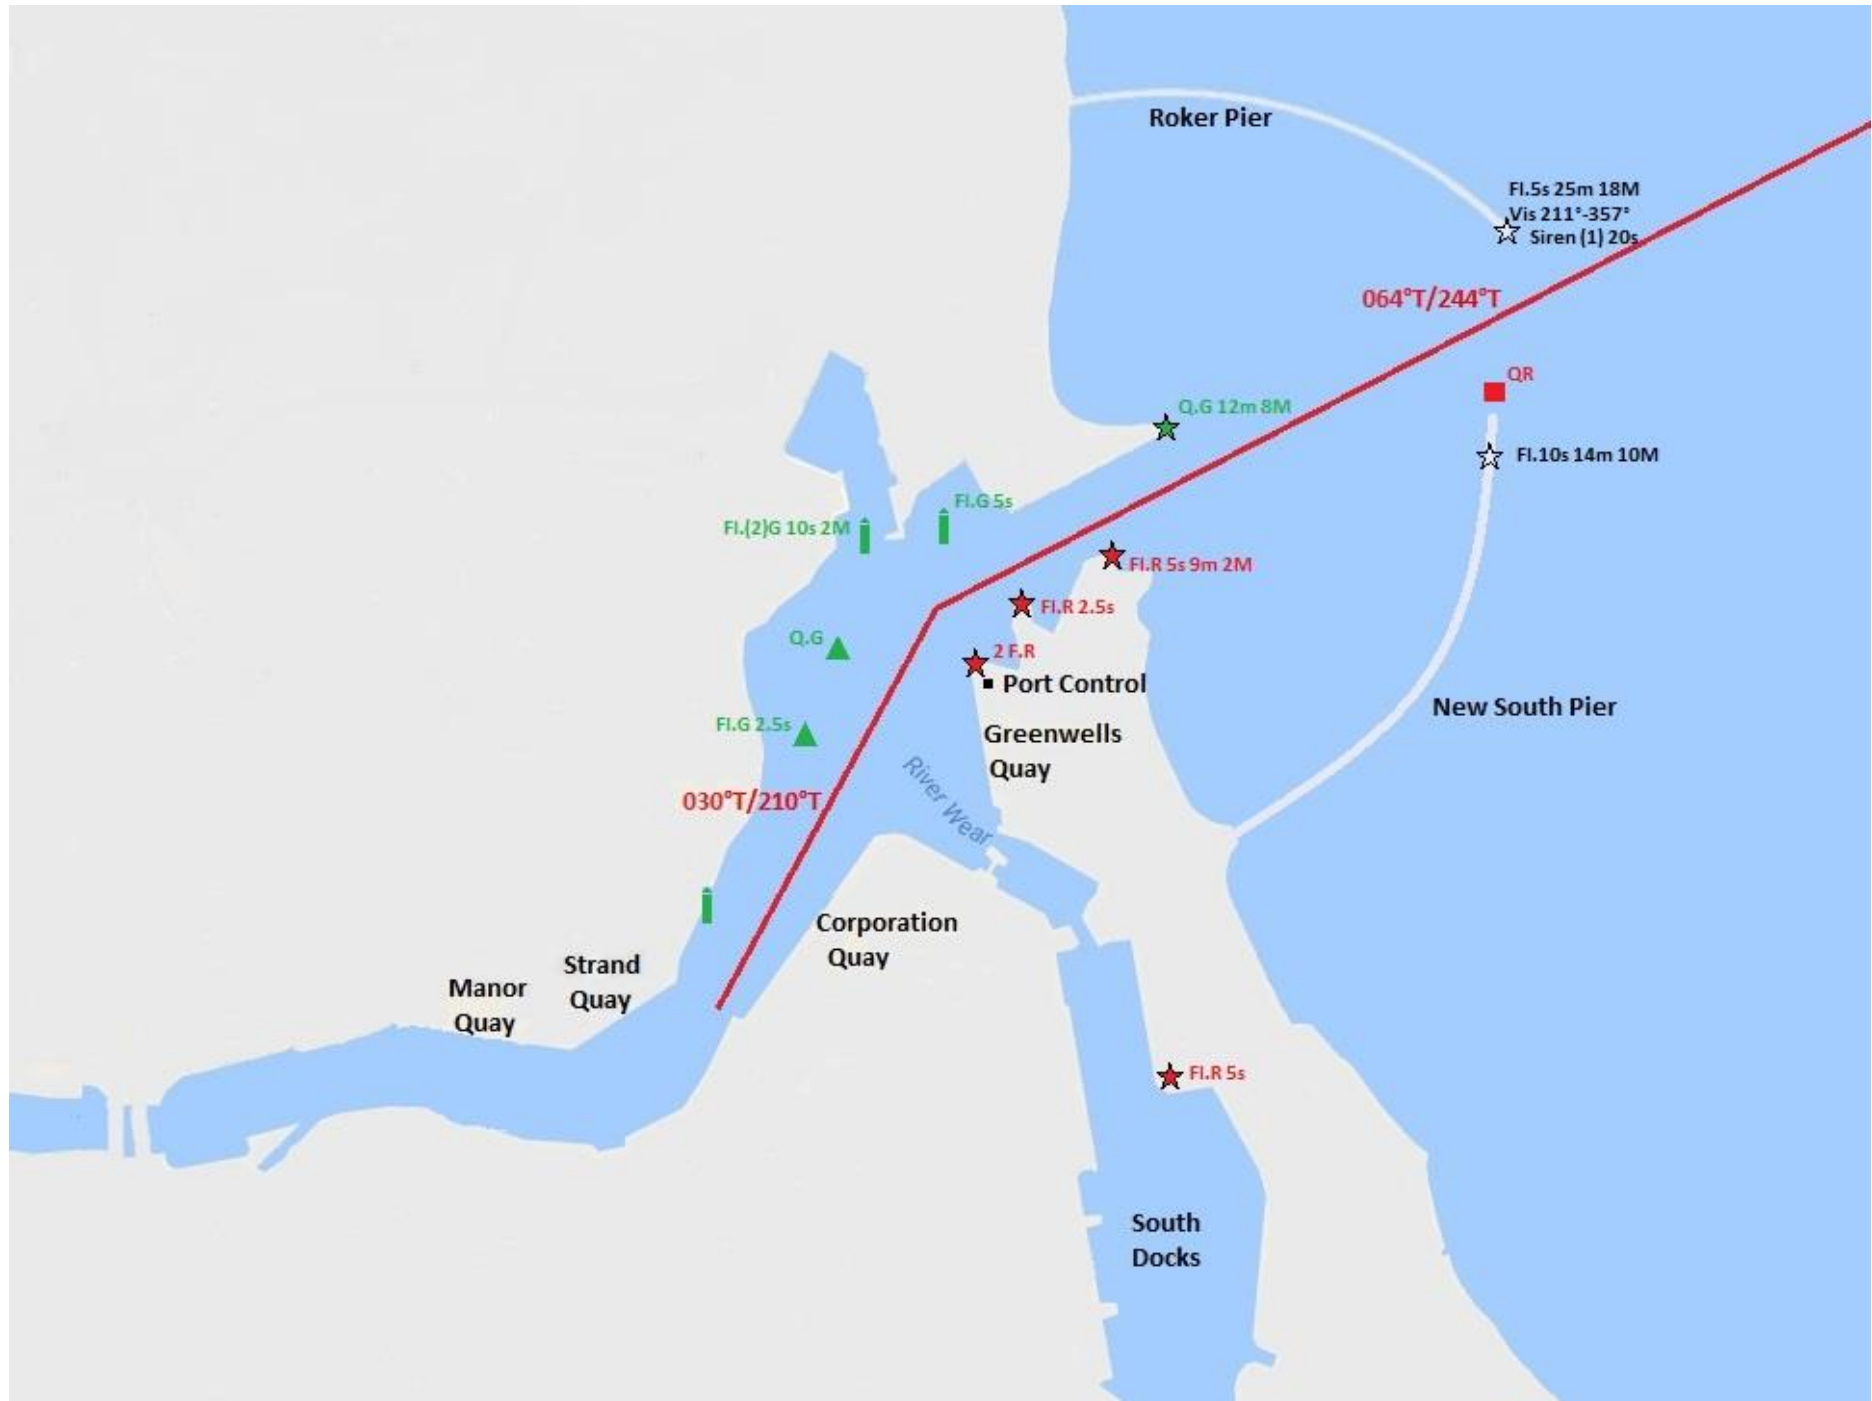 Roker Pier
Fl.5s 25m 18M
Vis 211°-357°
Siren (1) 20s
064°T/244°T
QR
Q.G 12m 8M
Fl.10s 14m 10M
Fl.G 5s
Fl.(2)G 10s 2M
Fl.R 5s 9m 2M
Fl.R 2.5s
Q.G
2 F.R
Port Control
New South Pier
Fl.G 2.5s
Greenwells
Quay
River Wear
030°T/210°T
Corporation
Quay
Strand
Quay
Manor
Quay
Fl.R 5s
South
Docks